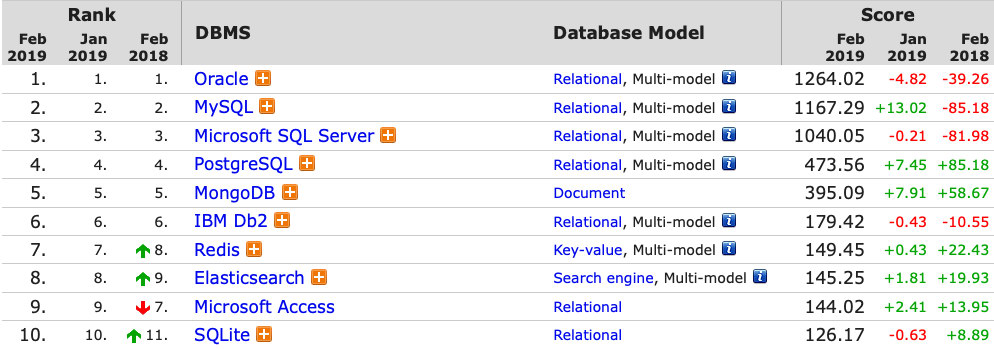 Rank DBMS Database Model Score
Feb 2019 Jan 2019 Feb 2018 Feb 2019 Jan 2019 Feb 2018
1. 1. 1. Oracle Relational, Multi-model 1264.02 -4.82 -39.26
2. 2. 2. MySQL Relational, Multi-model 1167.29 +13.02 -85.18
3. 3. 3. Microsoft SQL Server Relational, Multi-model 1040.05 -0.21 -81.98
4. 4. 4. PostgreSQL Relational, Multi-model 473.56 +7.45 +85.18
5. 5. 5. MongoDB Document 395.09 +7.91 +58.67
6. 6. 6. IBM Db2 Relational, Multi-model 179.42 -0.43 -10.55
7. 7. 8. Redis Key-value, Multi-model 149.45 +0.43 +22.43
8. 8. 9. Elasticsearch Search engine, Multi-model 145.25 +1.81 +19.93
9. 9. 7. Microsoft Access Relational 144.02 +2.41 +13.95
10. 10. 11. SQLite Relational 126.17 -0.63 +8.89